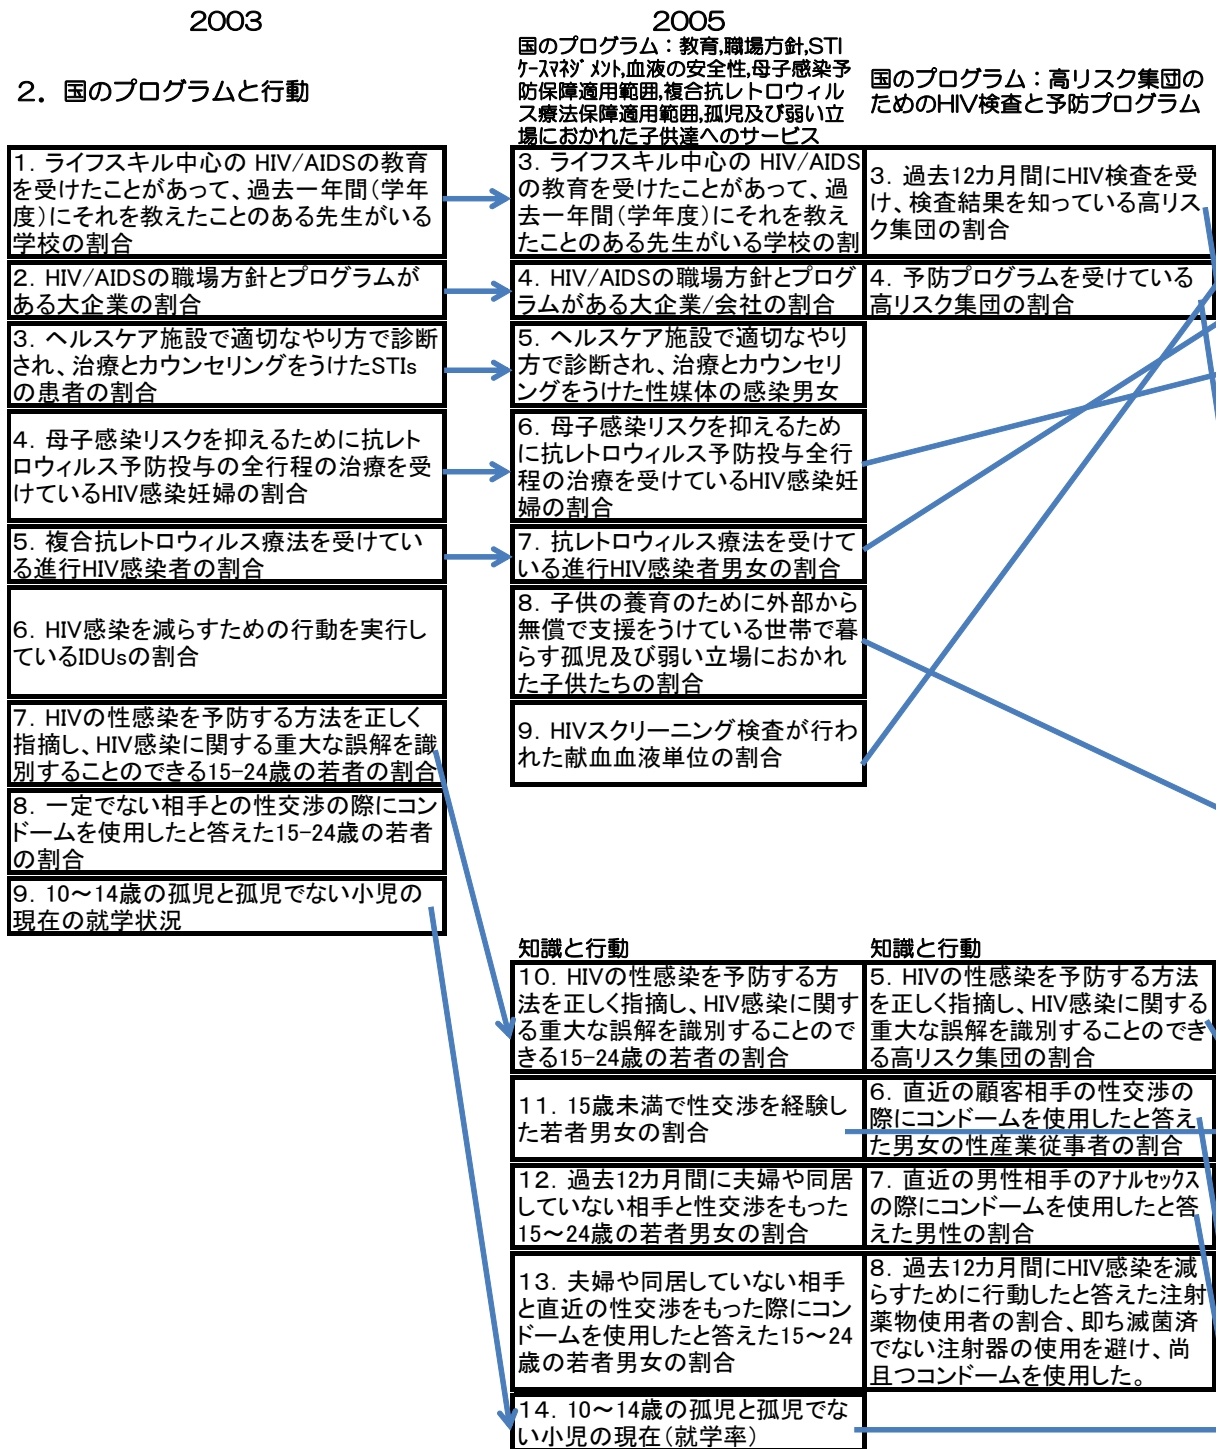 2003
2．国のプログラムと行動
1．ライフスキル中心の HIV/AIDSの教育
を受けたことがあって、過去一年間（学年
度）にそれを教えたことのある先生がいる
学校の割合
2．HIV/AIDSの職場方針とプログラムが
ある大企業の割合
3．ヘルスケア施設で適切なやり方で診断
され、治療とカウンセリングをうけたSTIs
の患者の割合
4．母子感染リスクを抑えるために抗レト
ロウィルス予防投与の全行程の治療を受
けているHIV感染妊婦の割合
5．複合抗レトロウィルス療法を受けてい
る進行HIV感染者の割合
6．HIV感染を減らすための行動を実行し
ているIDUsの割合
7．HIVの性感染を予防する方法を正しく
指摘し、HIV感染に関する重大な誤解を識
別することのできる15-24歳の若者の割合
8．一定でない相手との性交渉の際にコン
ドームを使用したと答えた15-24歳の若者
の割合
9．10～14歳の孤児と孤児でない小児の
現在の就学状況
2005
国のプログラム：教育,職場方針,STI
ｹｰｽﾏﾈｼﾞﾒﾝﾄ,血液の安全性,母子感染予
防保障適用範囲,複合抗レトロウィル
ス療法保障適用範囲,孤児及び弱い立
場におかれた子供達へのサービス
3．ライフスキル中心の HIV/AIDS
の教育を受けたことがあって、過
去一年間（学年度）にそれを教え
たことのある先生がいる学校の割
4．HIV/AIDSの職場方針とプログ
ラムがある大企業/会社の割合
5．ヘルスケア施設で適切なやり
方で診断され、治療とカウンセリ
ングをうけた性媒体の感染男女
6．母子感染リスクを抑えるため
に抗レトロウィルス予防投与全行
程の治療を受けているHIV感染妊
婦の割合
7．抗レトロウィルス療法を受けて
いる進行HIV感染者男女の割合
8．子供の養育のために外部から
無償で支援をうけている世帯で暮
らす孤児及び弱い立場におかれ
た子供たちの割合
9．HIVスクリーニング検査が行わ
れた献血血液単位の割合
知識と行動
10．HIVの性感染を予防する方
法を正しく指摘し、HIV感染に関す
る重大な誤解を識別することので
きる15-24歳の若者の割合
11．15歳未満で性交渉を経験し
た若者男女の割合
12．過去12カ月間に夫婦や同居
していない相手と性交渉をもった
15～24歳の若者男女の割合
13．夫婦や同居していない相手
と直近の性交渉をもった際にコン
ドームを使用したと答えた15～24
歳の若者男女の割合
14．10～14歳の孤児と孤児でな
い小児の現在（就学率）
国のプログラム：高リスク集団の
ためのHIV検査と予防プログラム
3．過去12カ月間にHIV検査を受
け、検査結果を知っている高リス
ク集団の割合
4．予防プログラムを受けている
高リスク集団の割合
知識と行動
5．HIVの性感染を予防する方法
を正しく指摘し、HIV感染に関する
重大な誤解を識別することのでき
る高リスク集団の割合
6．直近の顧客相手の性交渉の
際にコンドームを使用したと答え
た男女の性産業従事者の割合
7．直近の男性相手のｱﾅﾙｾｯｸｽ
の際にコンドームを使用したと答
えた男性の割合
8．過去12カ月間にHIV感染を減
らすために行動したと答えた注射
薬物使用者の割合、即ち滅菌済
でない注射器の使用を避け、尚
且つコンドームを使用した。